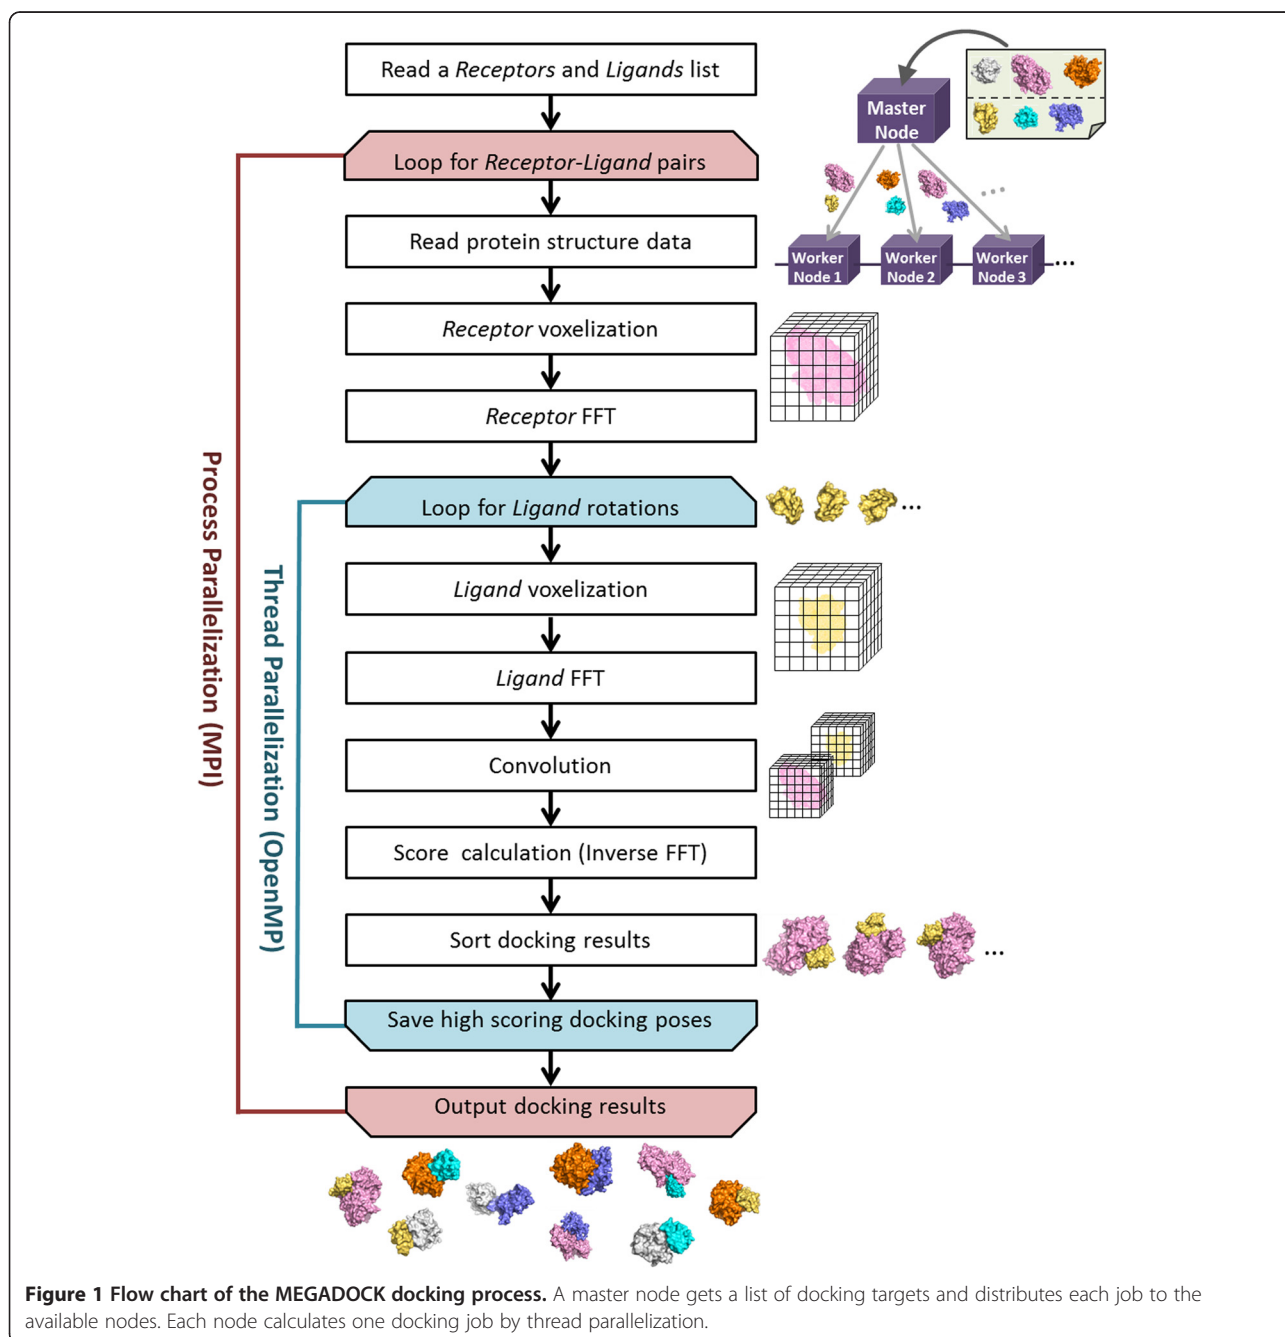 Read a Receptors and Ligands list
Master
Node
Loop for Receptor-Ligand pairs
...
Read protein structure data
Worker
Node 1
Worker
Node 2
Worker
Node 3
...
Receptor voxelization
Receptor FFT
Loop for Ligand rotations
...
Ligand voxelization
Ligand FFT
Convolution
Score calculation (Inverse FFT)
Sort docking results
...
Save high scoring docking poses
Output docking results
Process Parallelization (MPI)
Thread Parallelization (OpenMP)
Figure 1 Flow chart of the MEGADOCK docking process. A master node gets a list of docking targets and distributes each job to the
available nodes. Each node calculates one docking job by thread parallelization.